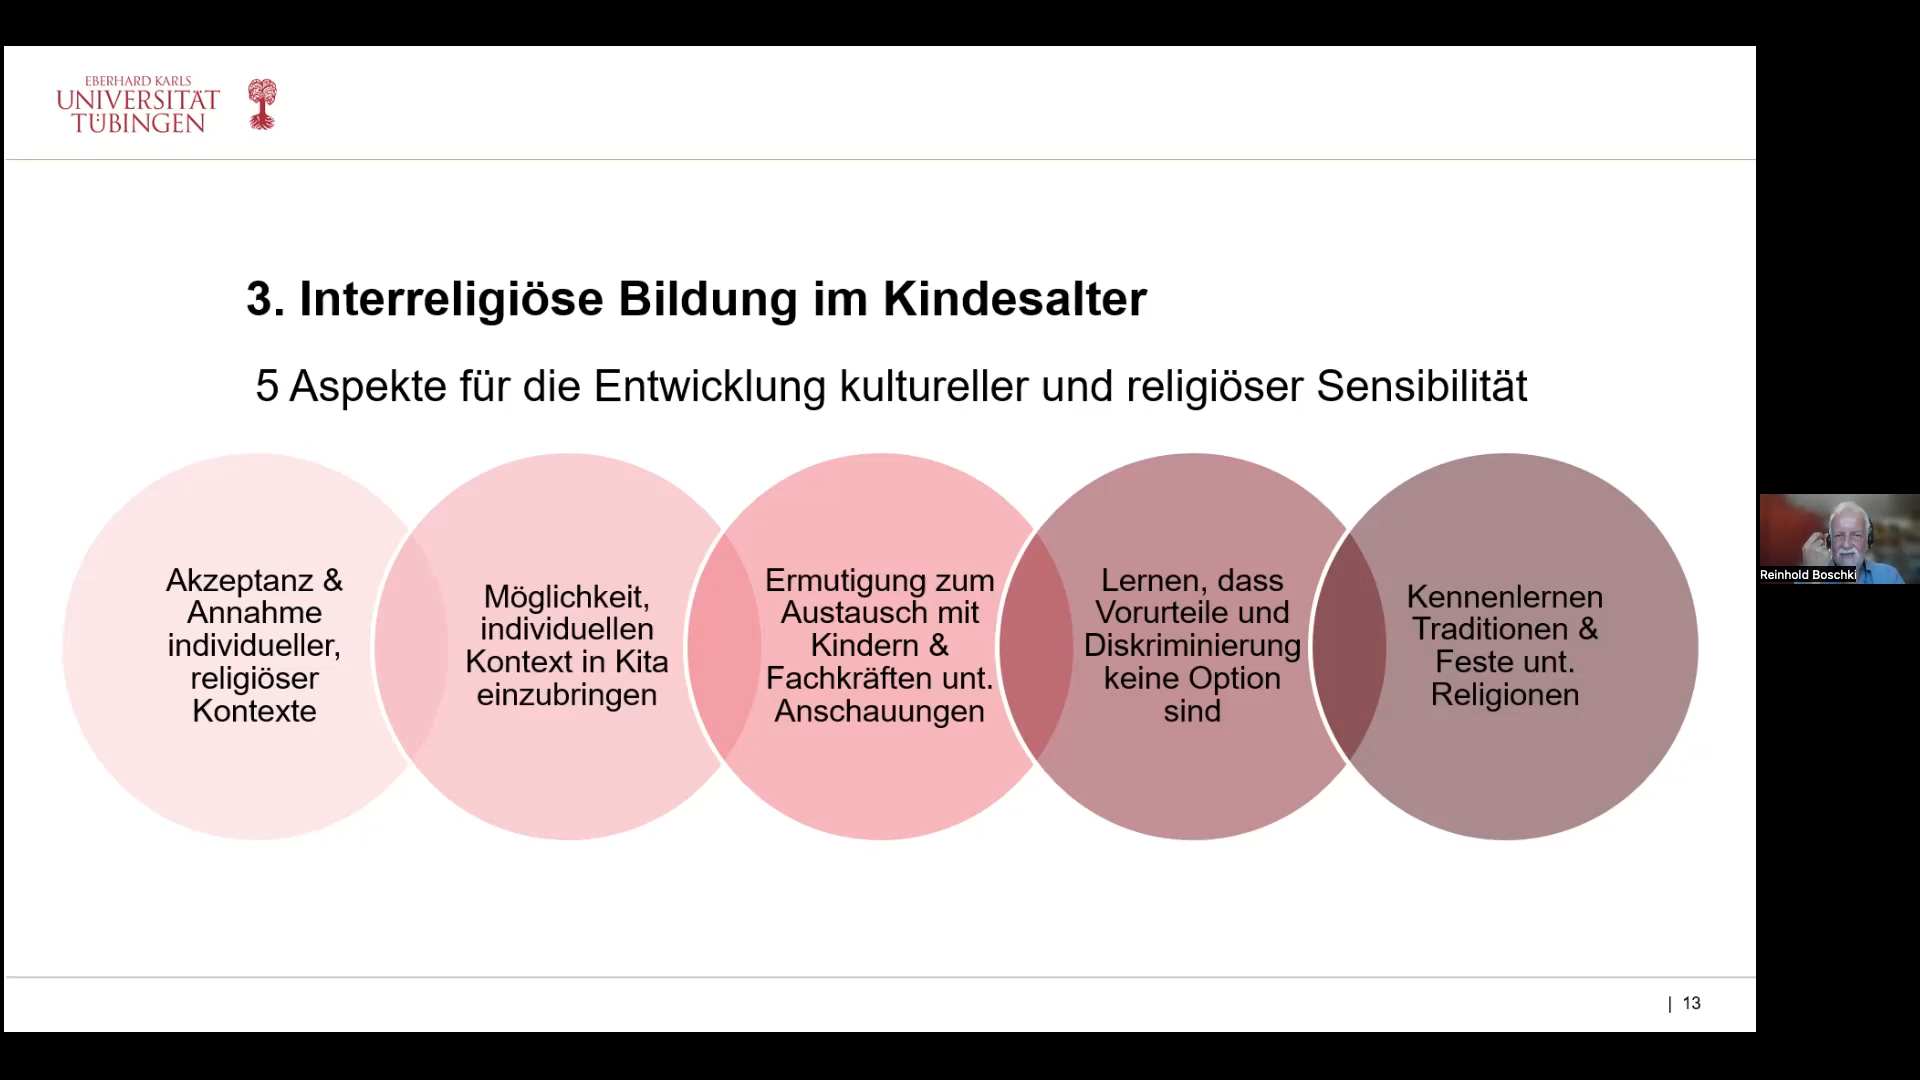 EBERHARD KARLS
UNIVERSITÄT
TÜBINGEN
3. Interreligiöse Bildung im Kindesalter
5 Aspekte für die Entwicklung kultureller und religiöser Sensibilität
Akzeptanz &
Annahme
individueller,
religiöser
Kontexte
Möglichkeit,
individuellen
Kontext in Kita
einzubringen
Ermutigung zum
Austausch mit
Kindern &
Fachkräften unt.
Anschauungen
Lernen, dass
Vorurteile und
Diskriminierung
keine Option
sind
Kennenlernen
Traditionen &
Feste unt.
Religionen
Reinhold Boschki
| 13